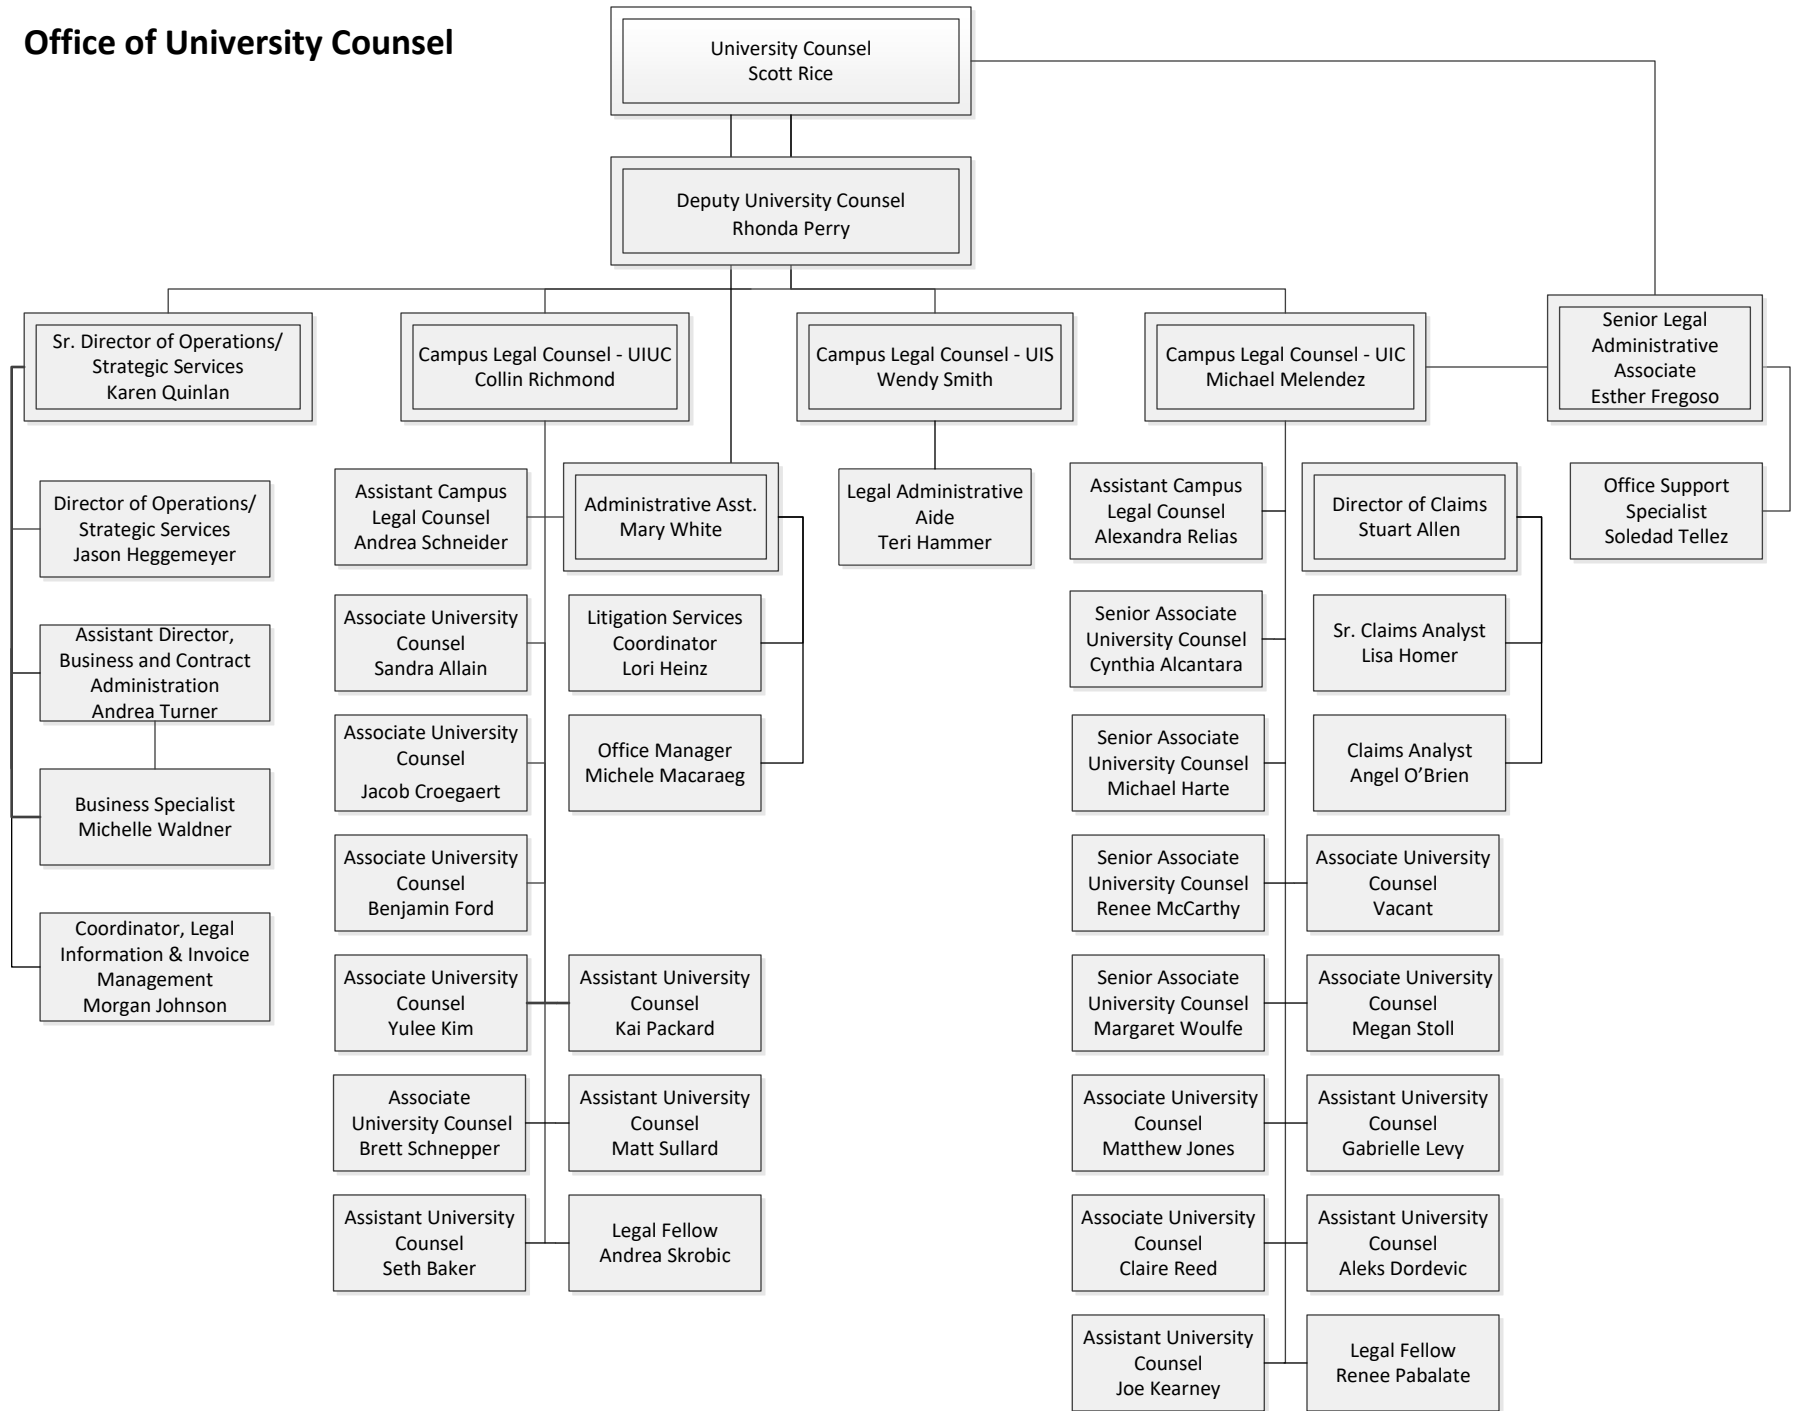 Office of University Counsel
University Counsel
Scott Rice
Deputy University Counsel
Rhonda Perry
Sr. Director of Operations/
Strategic Services
Karen Quinlan
Campus Legal Counsel - UIUC
Collin Richmond
Campus Legal Counsel - UIS
Wendy Smith
Campus Legal Counsel - UIC
Michael Melendez
Senior Legal
Administrative
Associate
Esther Fregoso
Director of Operations/
Strategic Services
Jason Heggemeyer
Assistant Campus
Legal Counsel
Andrea Schneider
Administrative Asst.
Mary White
Legal Administrative
Aide
Teri Hammer
Assistant Campus
Legal Counsel
Alexandra Relias
Director of Claims
Stuart Allen
Office Support
Specialist
Soledad Tellez
Assistant Director,
Business and Contract
Administration
Andrea Turner
Associate University
Counsel
Sandra Allain
Litigation Services
Coordinator
Lori Heinz
Senior Associate
University Counsel
Cynthia Alcantara
Sr. Claims Analyst
Lisa Homer
Associate University
Counsel
Jacob Croegaert
Office Manager
Michele Macaraeg
Senior Associate
University Counsel
Michael Harte
Claims Analyst
Angel O’Brien
Business Specialist
Michelle Waldner
Associate University
Counsel
Benjamin Ford
Senior Associate
University Counsel
Renee McCarthy
Associate University
Counsel
Vacant
Coordinator, Legal
Information & Invoice
Management
Morgan Johnson
Associate University
Counsel
Yulee Kim
Assistant University
Counsel
Kai Packard
Senior Associate
University Counsel
Margaret Woulfe
Associate University
Counsel
Megan Stoll
Associate
University Counsel
Brett Schnepper
Assistant University
Counsel
Matt Sullard
Associate University
Counsel
Matthew Jones
Assistant University
Counsel
Gabrielle Levy
Assistant University
Counsel
Seth Baker
Legal Fellow
Andrea Skrobic
Associate University
Counsel
Claire Reed
Assistant University
Counsel
Aleks Dordevic
Assistant University
Counsel
Joe Kearney
Legal Fellow
Renee Pabalate